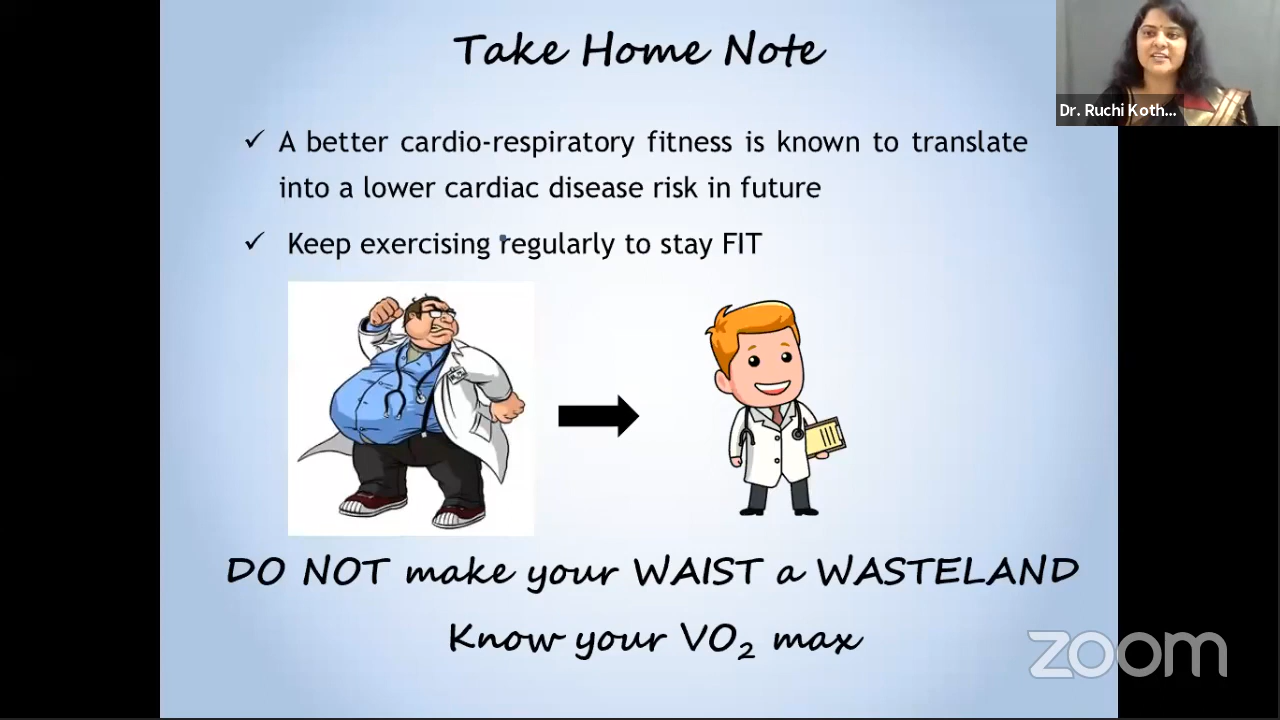 Take Home Note
Dr. Ruchi Koth...
✓ A better cardio-respiratory fitness is known to translate
into a lower cardiac disease risk in future
✓ Keep exercising regularly to stay FIT
DO NOT make your WAIST a WASTELAND
Know your VO₂ max
zoom